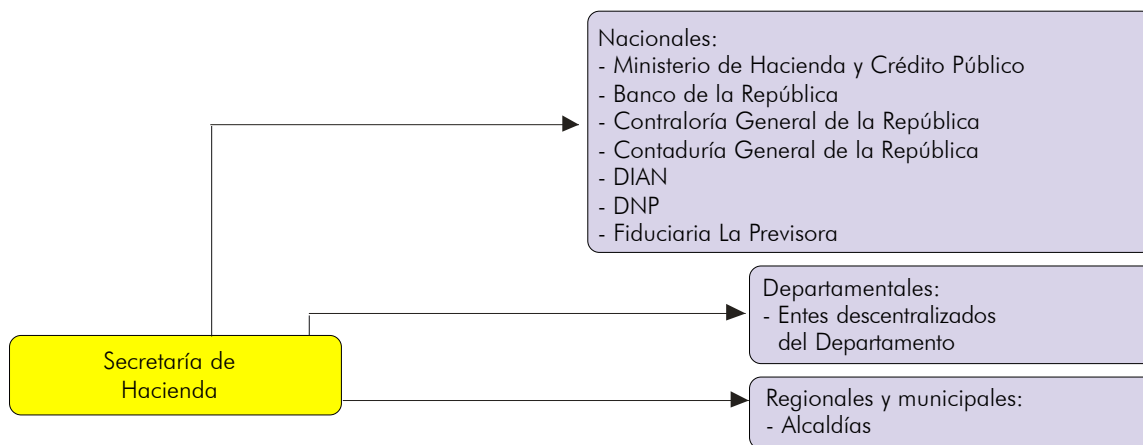 Nacionales:
- Ministerio de Hacienda y Crédito Público
- Banco de la República
- Contraloría General de la República
- Contaduría General de la República
- DIAN
- DNP
- Fiduciaria La Previsora
Departamentales:
- Entes descentralizados
del Departamento
Secretaría de
Hacienda
Regionales y municipales:
- Alcaldías